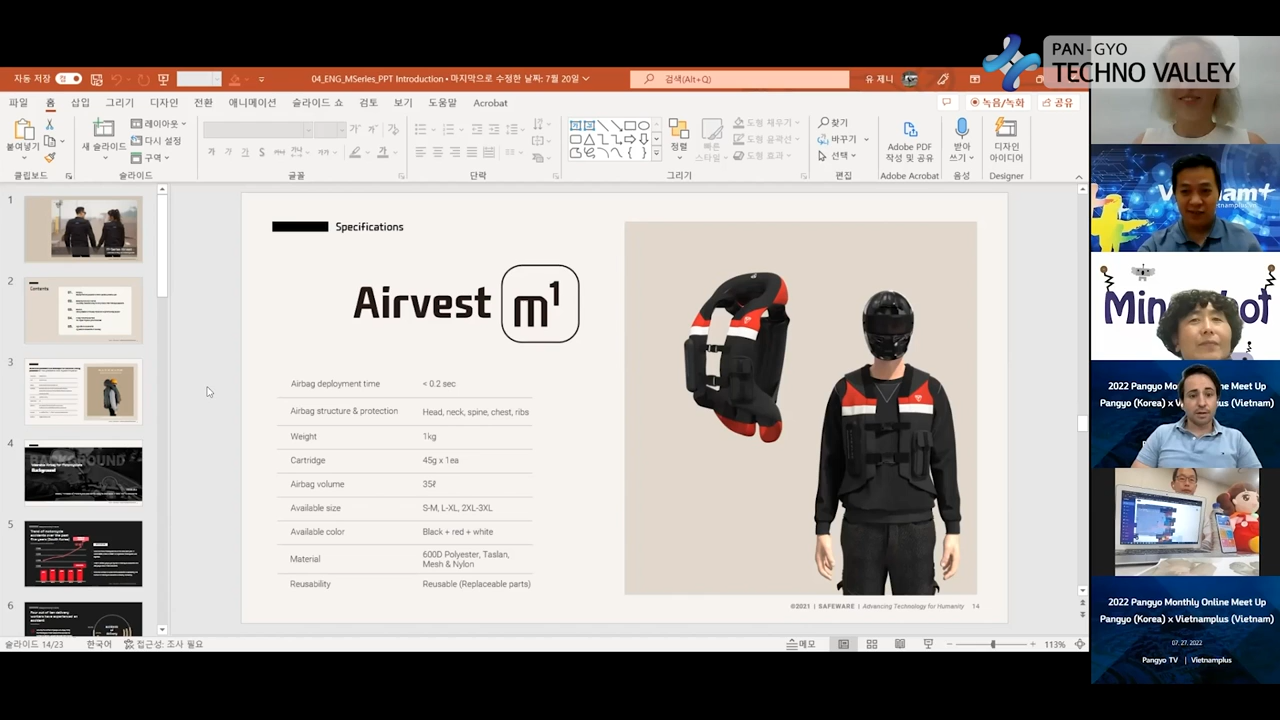 PAN-GYO
TECHNO VALLEY
자동 저장
04_ENG_MSeries_PPT Introduction • 마지막으로 수정한 날짜: 7월 20일
검색(Alt+Q)
유 제니
파일 홈 삽입 그리기 디자인 전환 애니메이션 슬라이드 쇼 검토 보기 도움말 Acrobat
녹음/녹화
공유
붙여넣기
새 슬라이드
레이아웃
다시 설정
구역
정렬
빠른 스타일
도형 채우기
도형 윤곽선
도형 효과
찾기
바꾸기
선택
Adobe PDF
작성 및 공유
받아
쓰기
디자인
아이디어
클립보드
슬라이드
글꼴
단락
그리기
편집
Adobe Acrobat
음성
Designer
1
2
Contents
3
4
BACKGROUND
Background
5
6
Specifications
Airvest m1
Airbag deployment time < 0.2 sec
Airbag structure & protection Head, neck, spine, chest, ribs
Weight 1kg
Cartridge 45g x 1ea
Airbag volume 35ℓ
Available size S-M, L-XL, 2XL-3XL
Available color Black + red + white
Material 600D Polyester, Taslan,
Mesh & Nylon
Reusability Reusable (Replaceable parts)
©2021 | SAFEWARE | Advancing Technology for Humanity 14
슬라이드 14/23
한국어
접근성: 조사 필요
메모
113%
2022 Pangyo Monthly Online Meet Up
Pangyo (Korea) x Vietnamplus (Vietnam)
07. 27. 2022
Pangyo TV | Vietnamplus